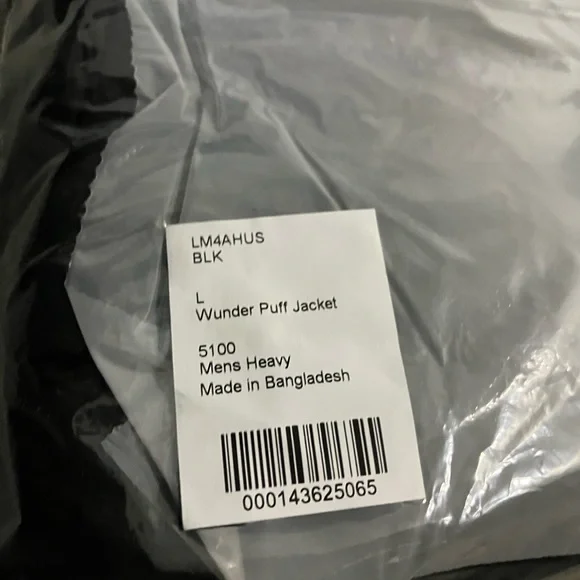 LM4AHUS
BLK
L
Wunder Puff Jacket
5100
Mens Heavy
Made in Bangladesh
000143625065